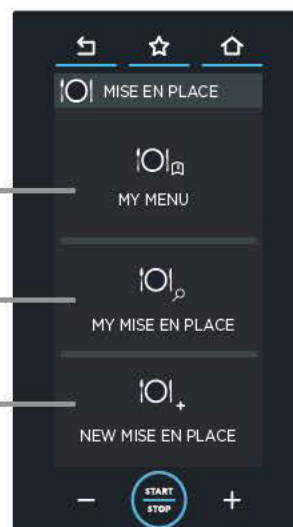 MISE EN PLACE
MY MENU
MY MISE EN PLACE
NEW MISE EN PLACE
START
STOP